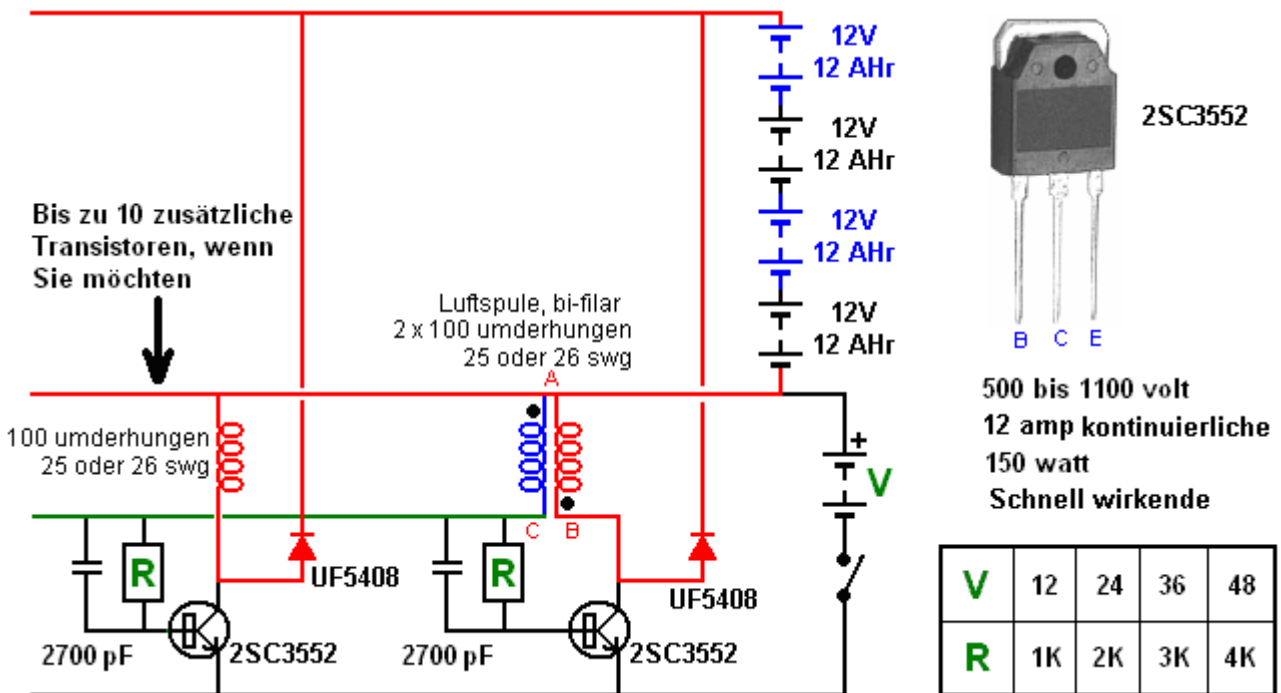 12V
12 AHr
12V
12 AHr
12V
12 AHr
12V
12 AHr
2SC3552
B C E
Bis zu 10 zusätzliche
Transistoren, wenn
Sie möchten
Luftspule, bi-filar
2 x 100 umderhungen
25 oder 26 swg
A
100 umderhungen
25 oder 26 swg
C B
+
V
R
UF5408
2700 pF
2SC3552
R
UF5408
2700 pF
2SC3552
500 bis 1100 volt
12 amp kontinuierliche
150 watt
Schnell wirkende
V 12 24 36 48
R 1K 2K 3K 4K